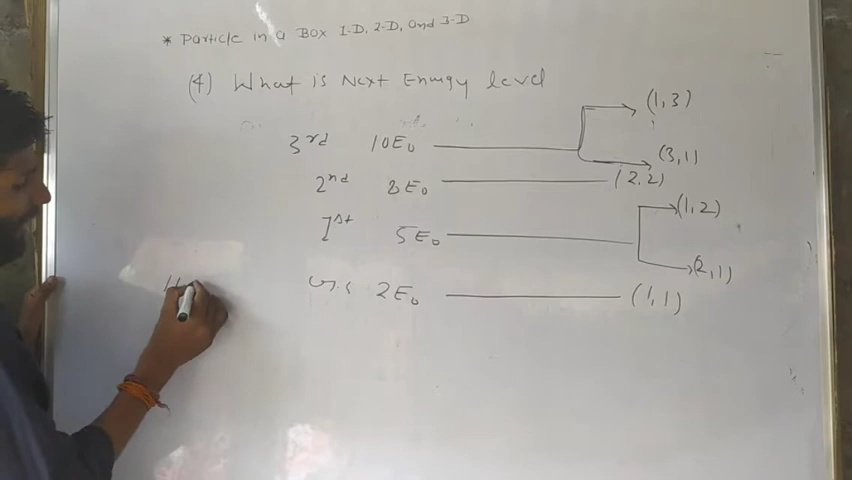 * Particle in a Box 1-D, 2-D, and 3-D
(4) What is Next Energy level
(1,3)
3rd 10E₀
(3,1)
2nd 8E₀ (2,2)
(1,2)
1st 5E₀
(2,1)
G.S 2E₀ (1,1)